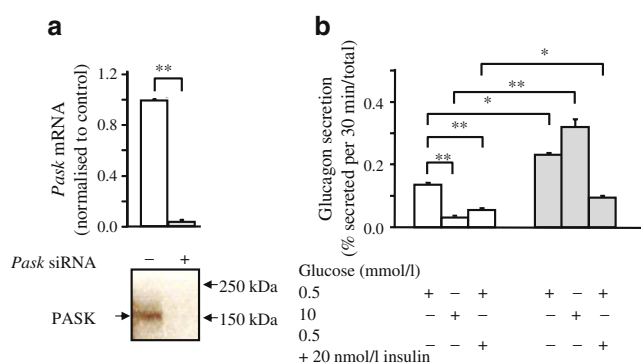 a
**
1.2
0.8
0.4
0.0
Pask mRNA
(normalised to control)
Pask siRNA – +
PASK
250 kDa
150 kDa
b
*
**
*
**
**
0.4
0.2
0.0
Glucagon secretion
(% secreted per 30 min/total)
Glucose (mmol/l)
0.5 + – + + – +
10 – + – – + –
0.5 – – + – – +
+ 20 nmol/l insulin